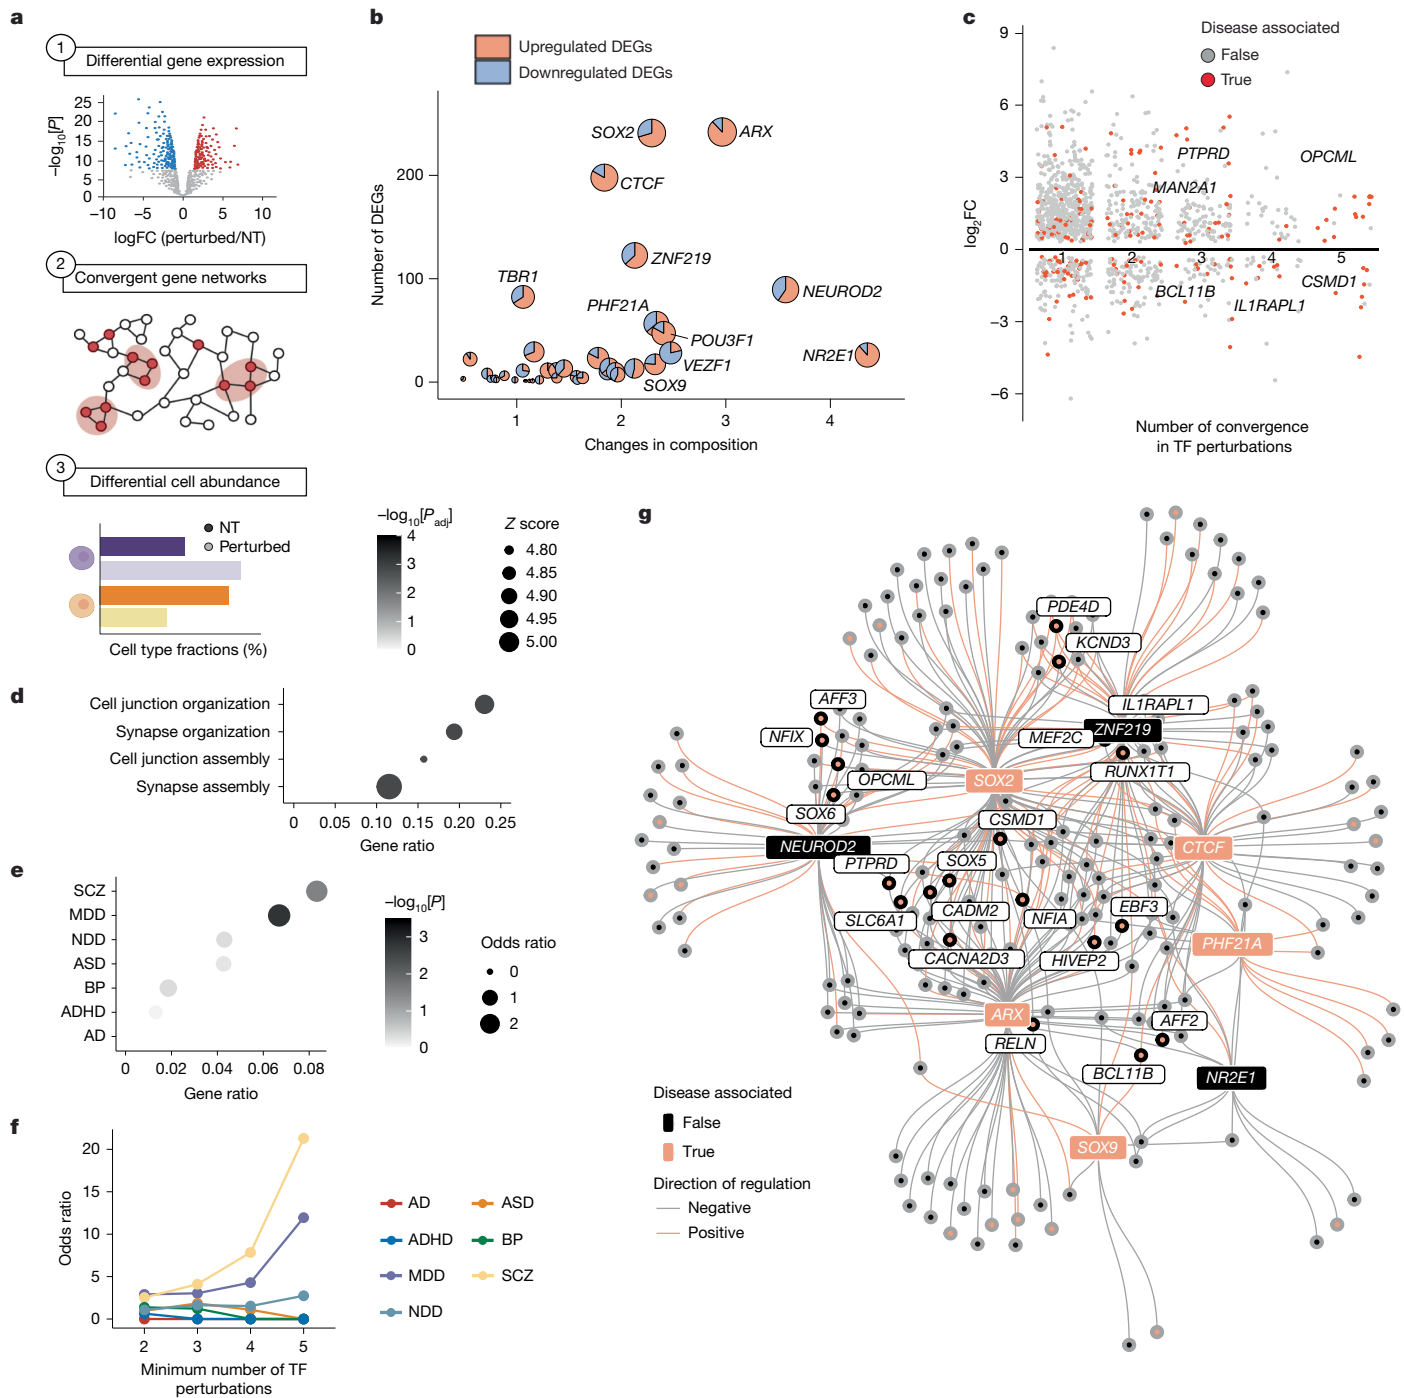 a
1
Differential gene expression
25
20
15
10
5
0
–log10[P]
–10
–5
0
5
10
logFC (perturbed/NT)
2
Convergent gene networks
3
Differential cell abundance
NT
Perturbed
Cell type fractions (%)
b
Upregulated DEGs
Downregulated DEGs
Number of DEGs
200
100
0
SOX2
ARX
CTCF
ZNF219
TBR1
NEUROD2
PHF21A
POU3F1
VEZF1
NR2E1
SOX9
1
2
3
4
Changes in composition
c
Disease associated
False
True
9
6
3
0
–3
–6
log2FC
PTPRD
OPCML
MAN2A1
1
2
3
4
5
BCL11B
CSMD1
IL1RAPL1
Number of convergence
in TF perturbations
–log10[Padj]
4
3
2
1
0
Z score
4.80
4.85
4.90
4.95
5.00
d
Cell junction organization
Synapse organization
Cell junction assembly
Synapse assembly
0
0.05
0.10
0.15
0.20
0.25
Gene ratio
e
SCZ
MDD
NDD
ASD
BP
ADHD
AD
0
0.02
0.04
0.06
0.08
Gene ratio
–log10[P]
3
2
1
0
Odds ratio
0
1
2
f
20
15
10
5
0
Odds ratio
2
3
4
5
Minimum number of TF
perturbations
AD
ASD
ADHD
BP
MDD
SCZ
NDD
g
PDE4D
KCND3
AFF3
IL1RAPL1
NFIX
MEF2C
ZNF219
RUNX1T1
OPCML
SOX2
SOX6
CSMD1
NEUROD2
CTCF
PTPRD
SOX5
SLC6A1
CADM2
NFIA
EBF3
PHF21A
CACNA2D3
HIVEP2
ARX
AFF2
RELN
BCL11B
NR2E1
SOX9
Disease associated
False
True
Direction of regulation
Negative
Positive